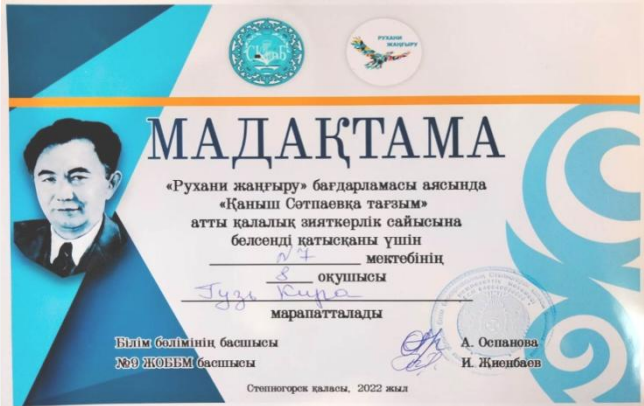 РУХАНИ
ЖАҢҒЫРУ
МАДАҚТАМА
«Рухани жаңғыру» бағдарламасы аясында
«Қаныш Сәтпаевқа тағзым»
атты қалалық зияткерлік сайысына
белсенді қатысқаны үшін
№7 мектебінің
8 оқушысы
Гузь Кира
марапатталады
Білім бөлімінің басшысы А. Оспанова
№9 ЖОББМ басшысы И. Жиенбаев
Степногорск қаласы, 2022 жыл